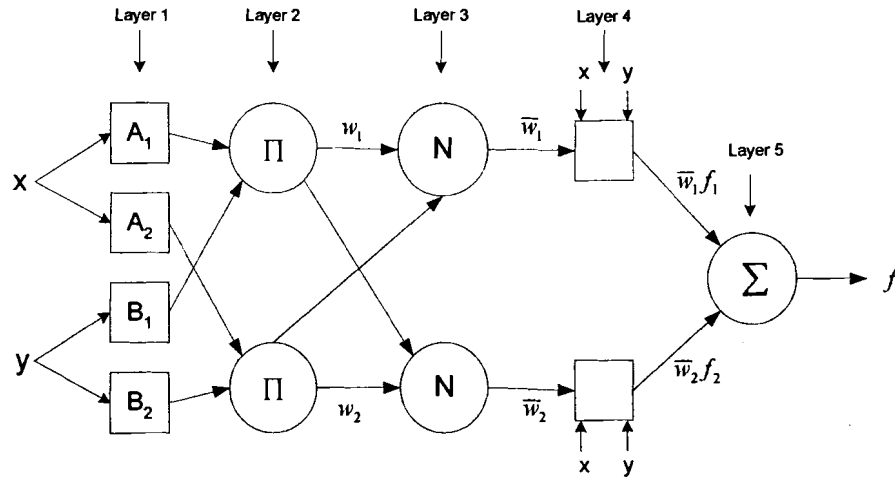 Layer 1
Layer 2
Layer 3
Layer 4
x y
A₁
Π
w₁
N
w̅₁
Layer 5
x
w̅₁f₁
A₂
Σ
f
B₁
y
w̅₂f₂
B₂
Π
w₂
N
w̅₂
x y